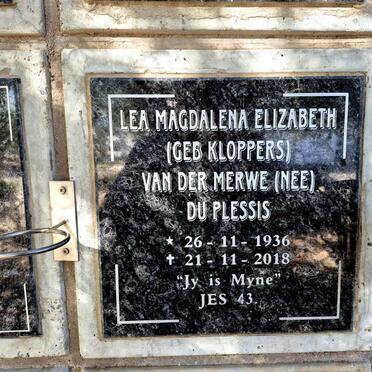 LEA MAGDALENA ELIZABETH
(GEB KLOPPERS)
VAN DER MERWE (NEE)
DU PLESSIS
★ 26 - 11 - 1936
✝ 21 - 11 - 2018
"Jy is Myne"
JES 43.